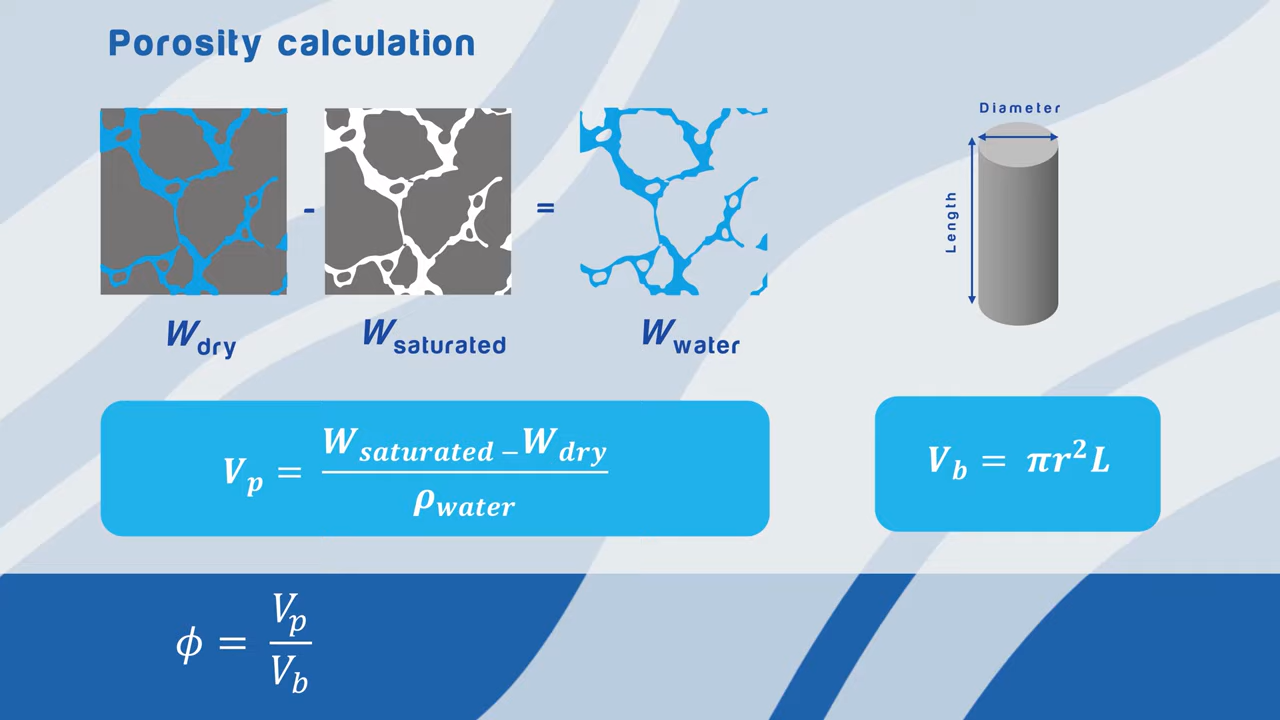 Porosity calculation
Diameter
Length
-
=
W_dry
W_saturated
W_water
V_p = (W_saturated − W_dry) / ρ_water
V_b = πr²L
ϕ = V_p / V_b